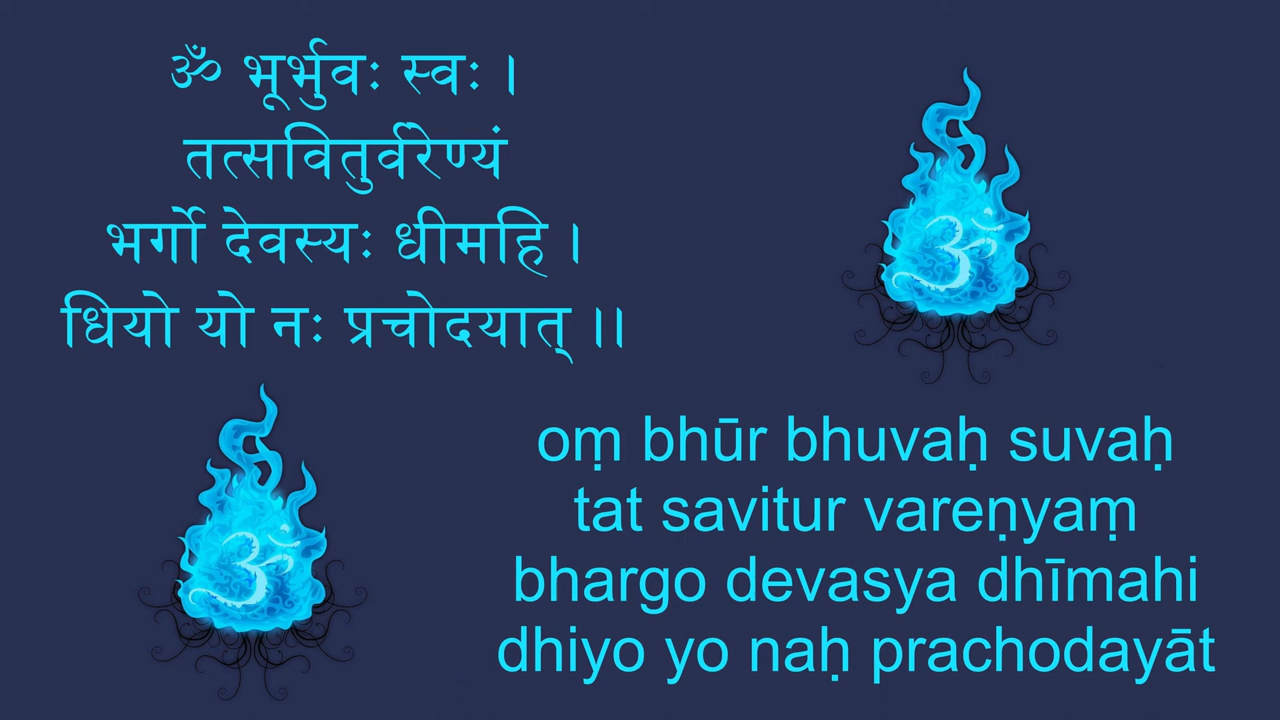 ॐ भूर्भुवः स्वः ।
तत्सवितुर्वरेण्यं
भर्गो देवस्यः धीमहि ।
धियो यो नः प्रचोदयात् ।।
oṃ bhūr bhuvaḥ suvaḥ
tat savitur vareṇyaṃ
bhargo devasya dhīmahi
dhiyo yo naḥ prachodayāt